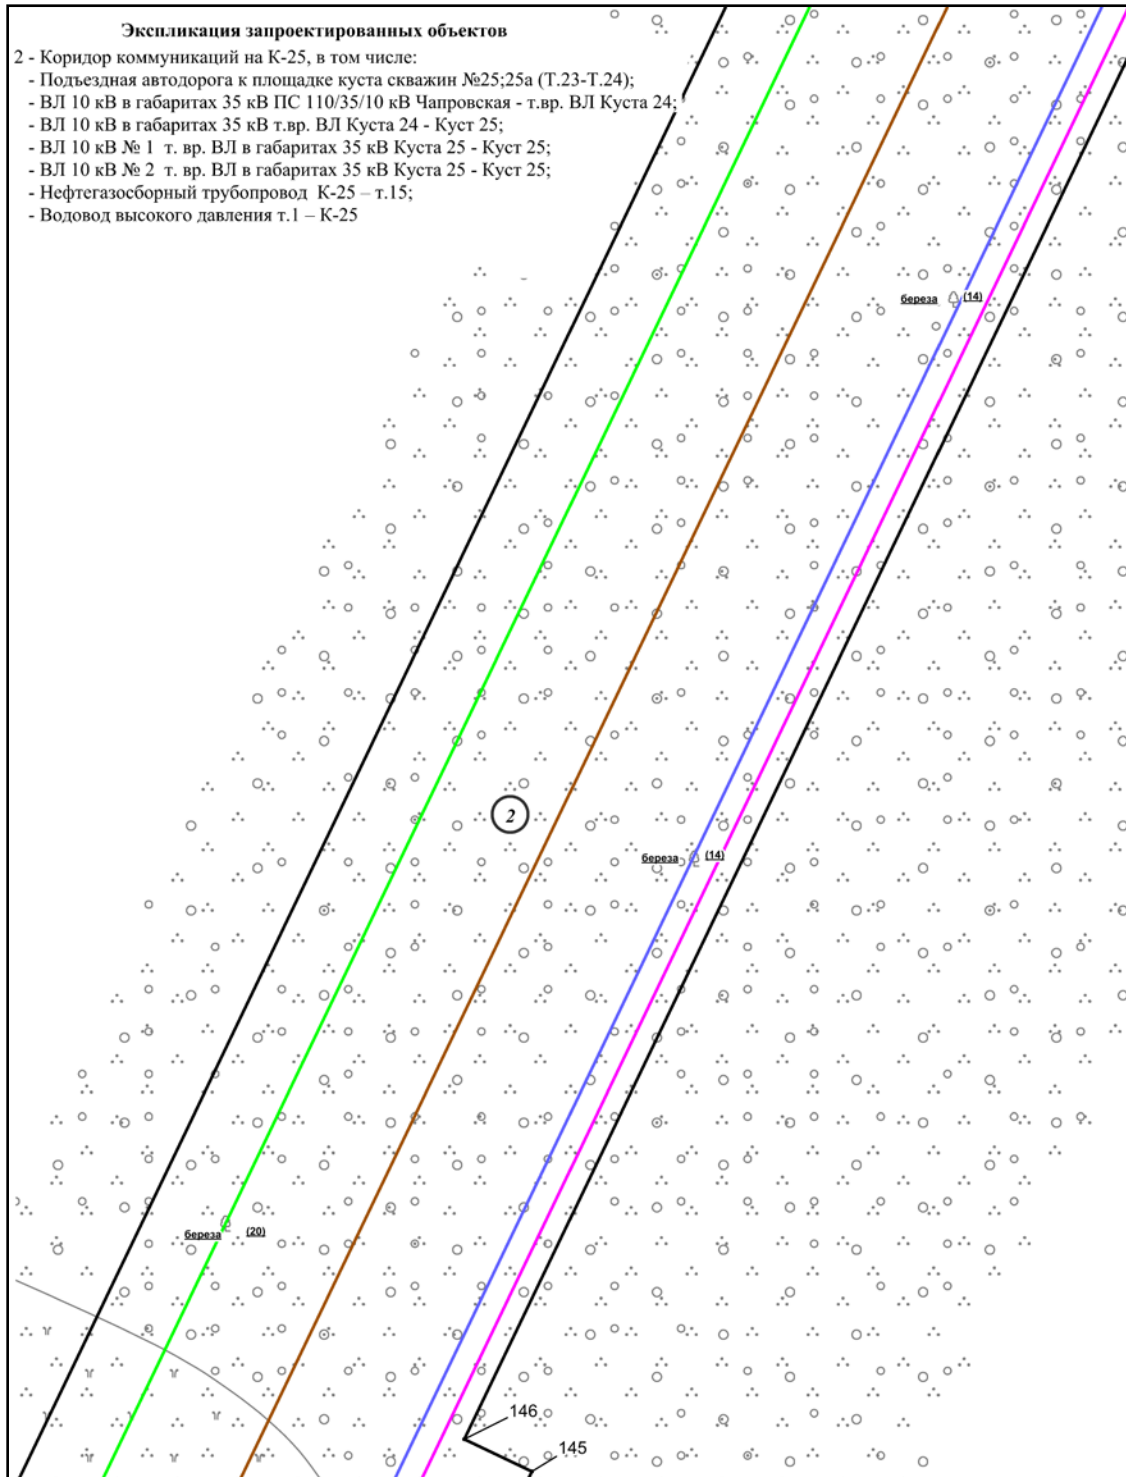 Экспликация запроектированных объектов
2 - Коридор коммуникаций на К-25, в том числе:
- Подъездная автодорога к площадке куста скважин №25;25а (Т.23-Т.24);
- ВЛ 10 кВ в габаритах 35 кВ ПС 110/35/10 кВ Чапровская - т.вр. ВЛ Куста 24;
- ВЛ 10 кВ в габаритах 35 кВ т.вр. ВЛ Куста 24 - Куст 25;
- ВЛ 10 кВ № 1 т. вр. ВЛ в габаритах 35 кВ Куста 25 - Куст 25;
- ВЛ 10 кВ № 2 т. вр. ВЛ в габаритах 35 кВ Куста 25 - Куст 25;
- Нефтегазосборный трубопровод К-25 – т.15;
- Водовод высокого давления т.1 – К-25
береза (14)
2
береза (14)
береза (20)
146
145